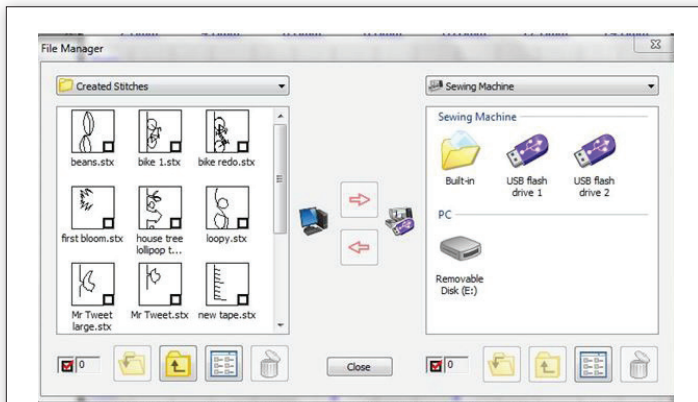 File Manager
Created Stitches
beans.stx
bike 1.stx
bike redo.stx
first bloom.stx
house tree
lollipop t...
loopy.stx
Mr Tweet
large.stx
Mr Tweet.stx
new tape.stx
0
Close
Sewing Machine
Sewing Machine
Built-in
USB flash
drive 1
USB flash
drive 2
PC
Removable
Disk (E:)
0